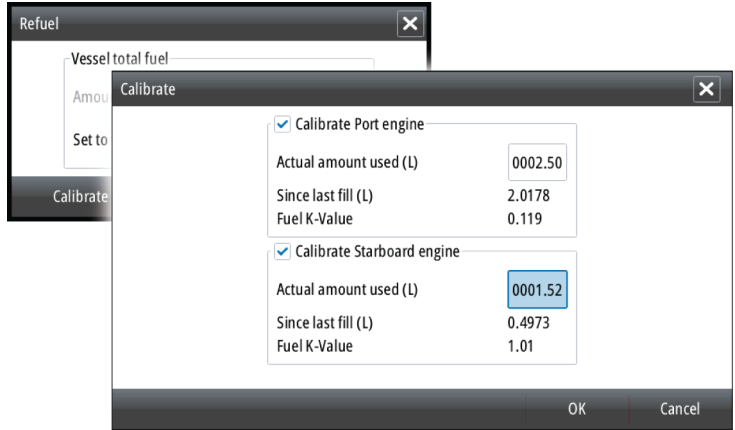 Refuel
Vessel total fuel
Amou
Set to
Calibrate
Calibrate
Calibrate Port engine
Actual amount used (L) 0002.50
Since last fill (L) 2.0178
Fuel K-Value 0.119
Calibrate Starboard engine
Actual amount used (L) 0001.52
Since last fill (L) 0.4973
Fuel K-Value 1.01
OK Cancel